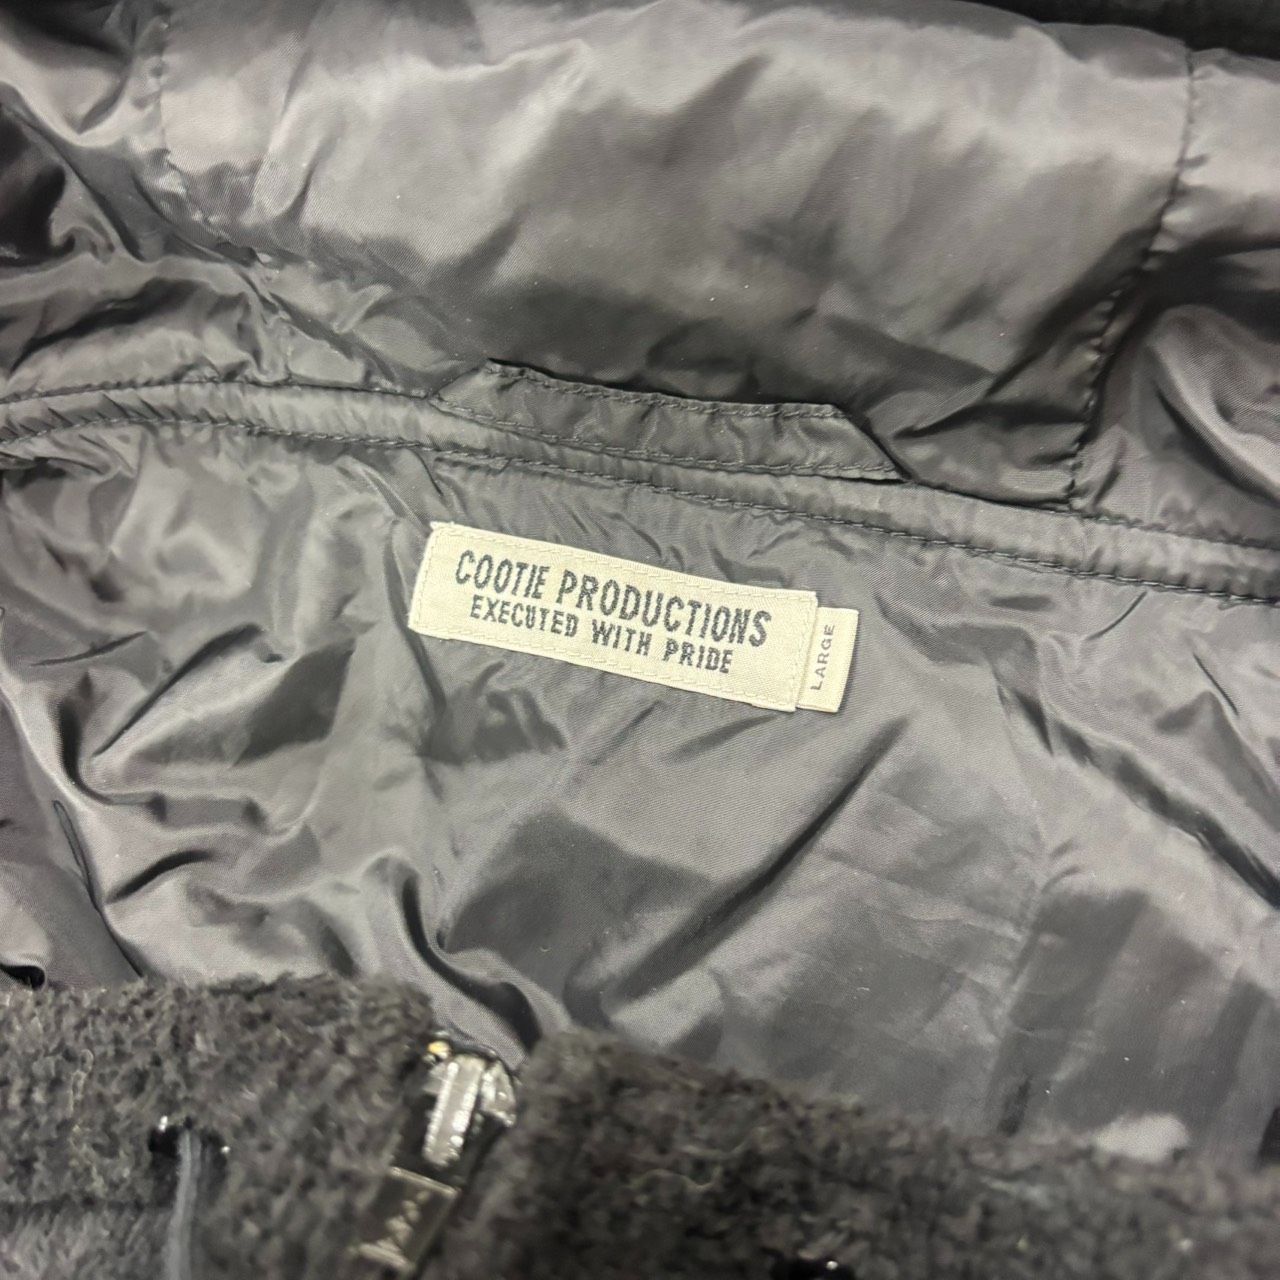 COOTIE PRODUCTIONS
EXECUTED WITH PRIDE
LARGE